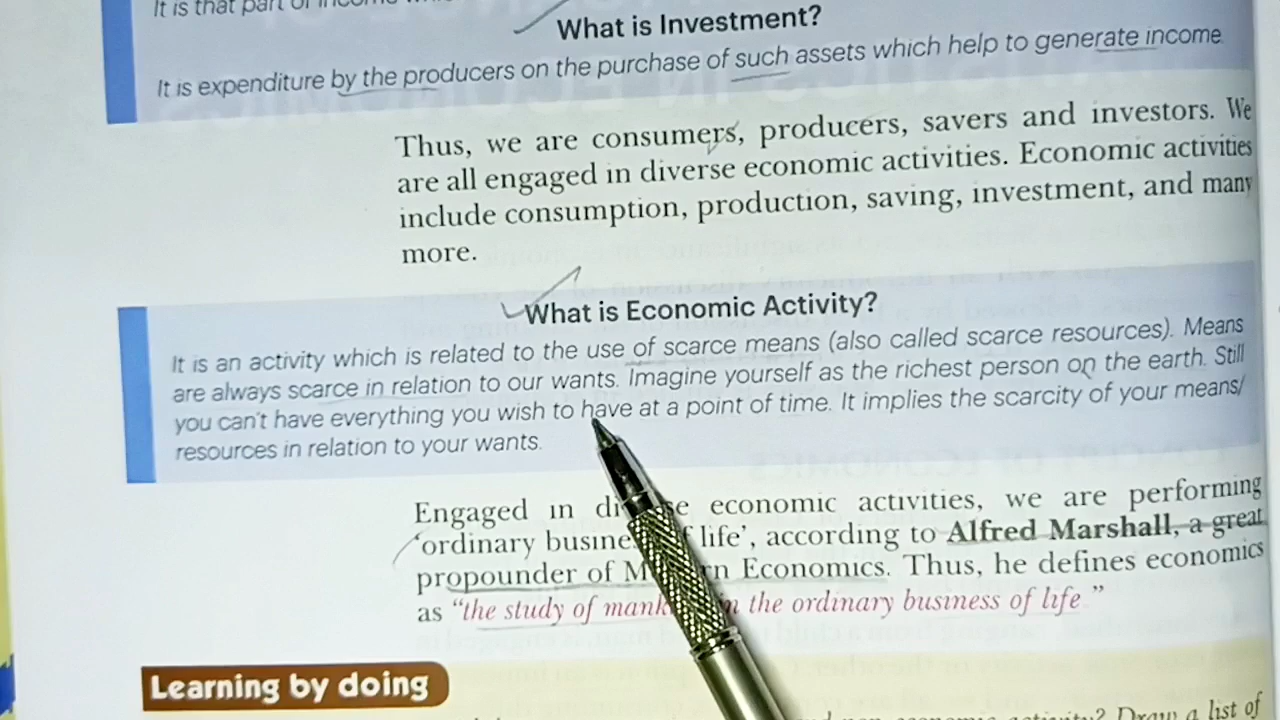 It is that part of income
What is Investment?
It is expenditure by the producers on the purchase of such assets which help to generate income
Thus, we are consumers, producers, savers and investors. We
are all engaged in diverse economic activities. Economic activities
include consumption, production, saving, investment, and many
more.
What is Economic Activity?
It is an activity which is related to the use of scarce means (also called scarce resources). Means
are always scarce in relation to our wants. Imagine yourself as the richest person on the earth. Still
you can't have everything you wish to have at a point of time. It implies the scarcity of your means/
resources in relation to your wants.
Engaged in economic activities, we are performing
'ordinary life', according to Alfred Marshall, a great
propounder of Economics. Thus, he defines economics
as "the study of the ordinary business of life"
Learning by doing
economic activity? Draw a list of